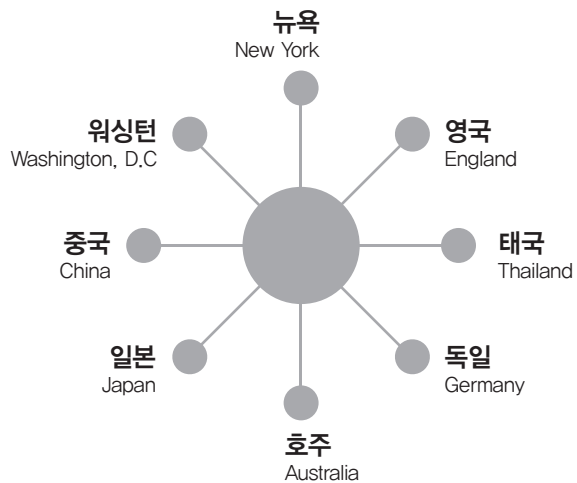 뉴욕
New York
워싱턴
Washington, D.C
영국
England
중국
China
태국
Thailand
일본
Japan
독일
Germany
호주
Australia